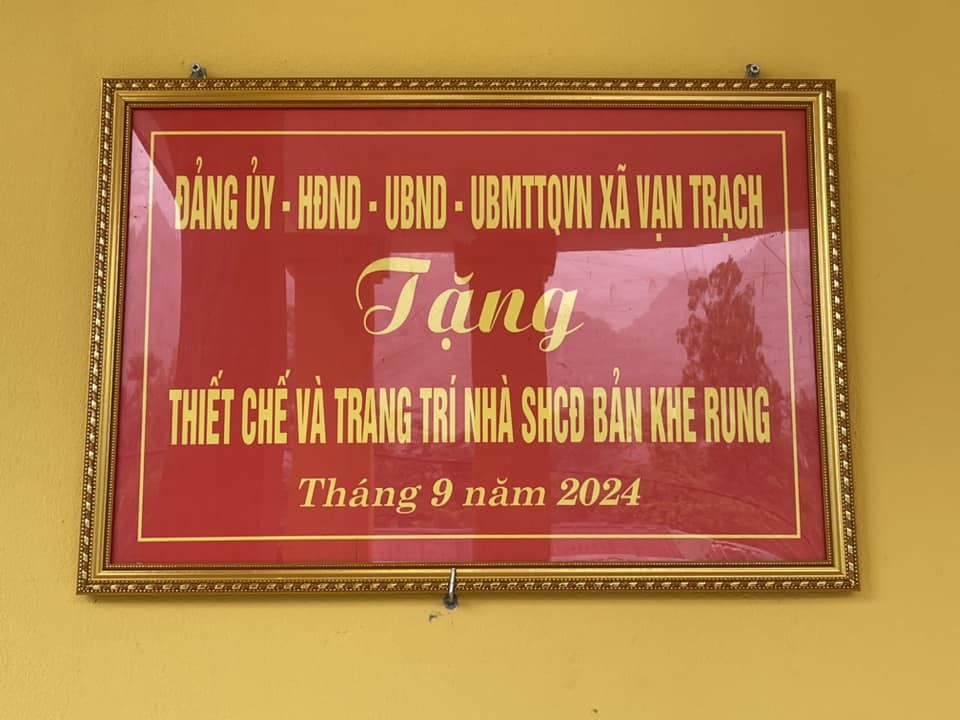 ĐẢNG ỦY - HĐND - UBND - UBMTTQVN XÃ VẠN TRẠCH
Tặng
THIẾT CHẾ VÀ TRANG TRÍ NHÀ SHCĐ BẢN KHE RUNG
Tháng 9 năm 2024